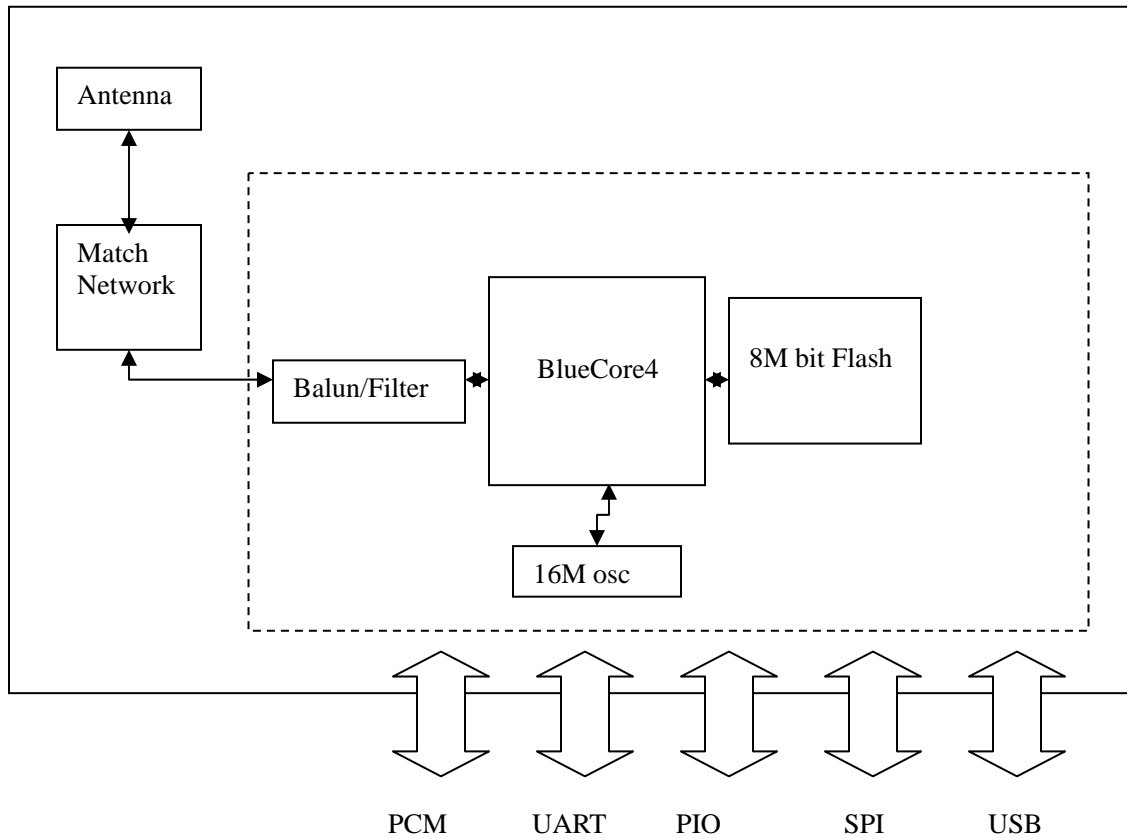 Antenna
Match
Network
Balun/Filter
BlueCore4
8M bit Flash
16M osc
PCM UART PIO SPI USB